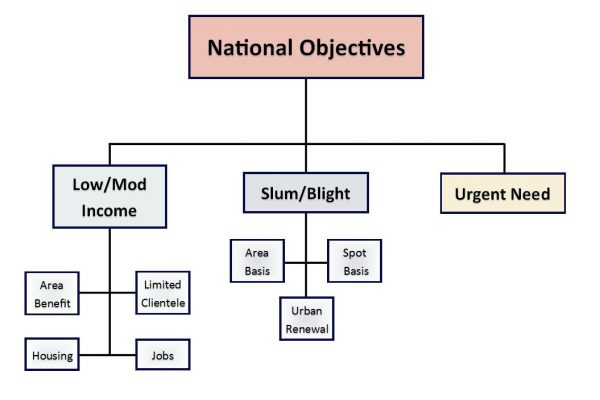 National Objectives
Low/Mod
Income
Slum/Blight
Urgent Need
Area
Benefit
Limited
Clientele
Housing
Jobs
Area
Basis
Spot
Basis
Urban
Renewal